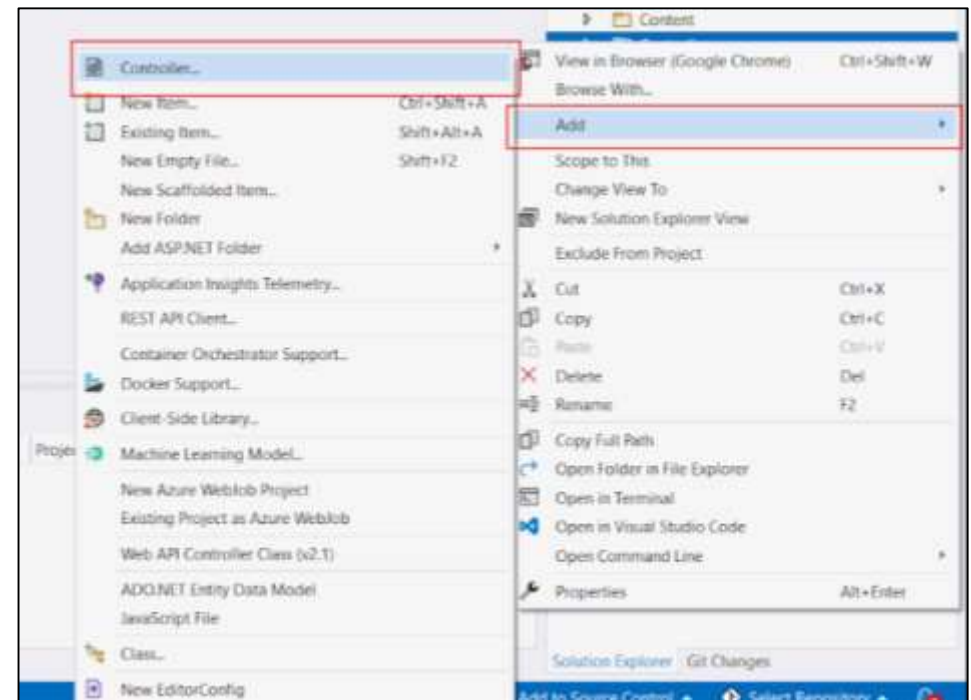 Content
Controller...
New Item... Ctrl+Shift+A
Existing Item... Shift+Alt+A
New Empty File... Shift+F2
New Scaffolded Item...
New Folder
Add ASP.NET Folder
Application Insights Telemetry...
REST API Client...
Container Orchestrator Support...
Docker Support...
Client-Side Library...
Machine Learning Model...
New Azure WebJob Project
Existing Project as Azure WebJob
Web API Controller Class (v2.1)
ADO.NET Entity Data Model
JavaScript File
Class...
New EditorConfig
View in Browser (Google Chrome) Ctrl+Shift+W
Browse With...
Add
Scope to This
Change View To
New Solution Explorer View
Exclude From Project
Cut Ctrl+X
Copy Ctrl+C
Paste Ctrl+V
Delete Del
Rename F2
Copy Full Path
Open Folder in File Explorer
Open in Terminal
Open in Visual Studio Code
Open Command Line
Properties Alt+Enter
Solution Explorer Git Changes
Add to Source Control Select Repository